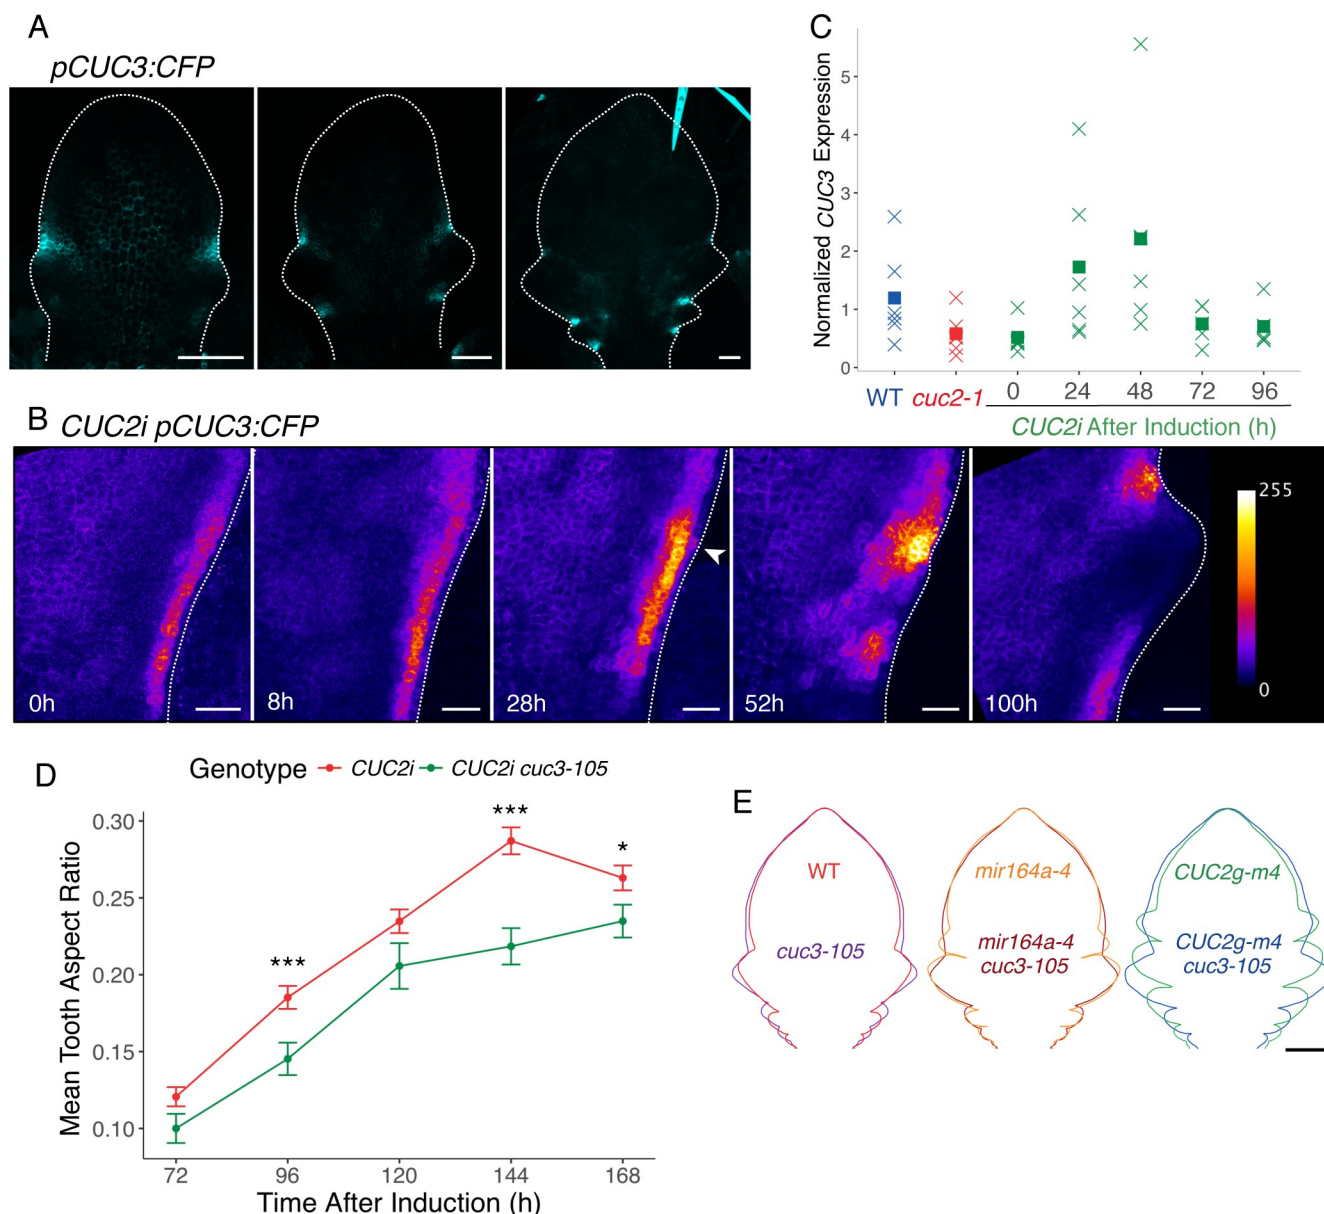 A
pCUC3:CFP
C
Normalized CUC3 Expression
5
4
3
2
1
0
WT cuc2-1 0 24 48 72 96
CUC2i After Induction (h)
B
CUC2i pCUC3:CFP
0h
8h
28h
52h
100h
255
0
D
Genotype CUC2i CUC2i cuc3-105
Mean Tooth Aspect Ratio
0.30
0.25
0.20
0.15
0.10
***
***
*
72 96 120 144 168
Time After Induction (h)
E
WT
cuc3-105
mir164a-4
mir164a-4
cuc3-105
CUC2g-m4
CUC2g-m4
cuc3-105